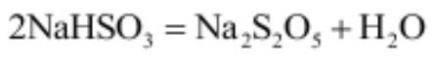 2NaHSO₃ = Na₂S₂O₅ + H₂O